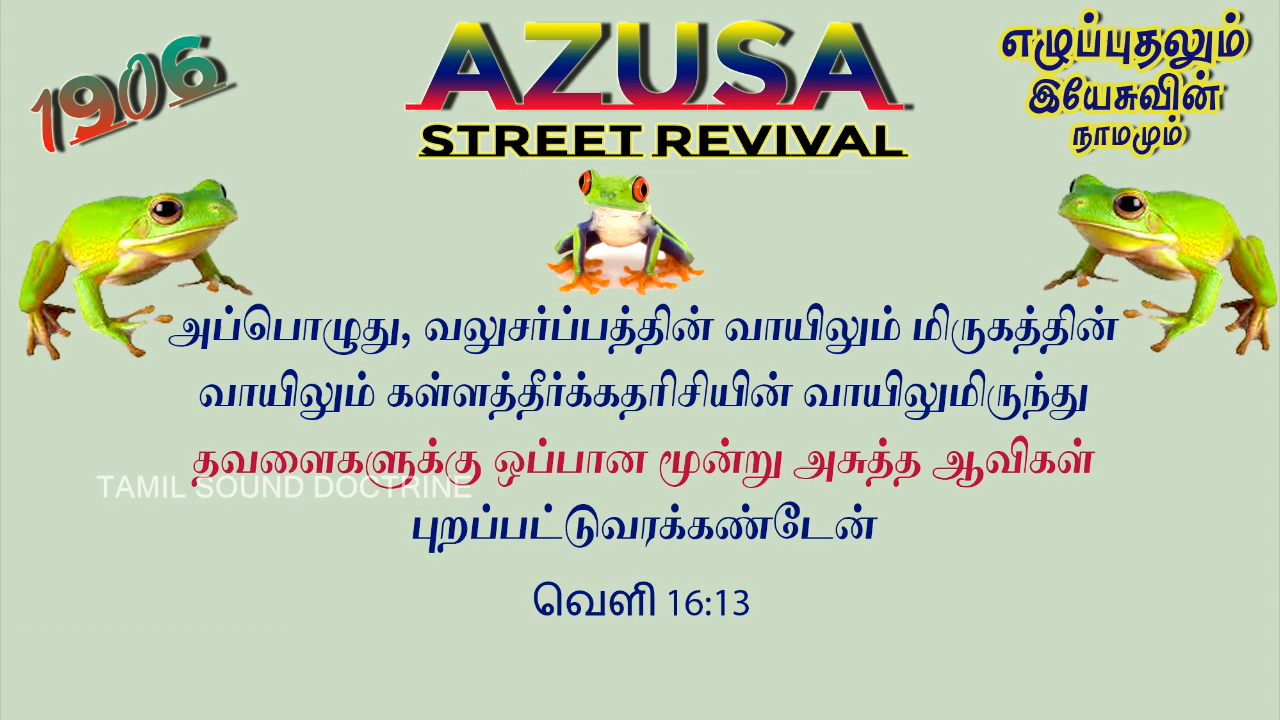 1906
AZUSA
STREET REVIVAL
எழுப்புதலும்
இயேசுவின்
நாமமும்
அப்பொழுது, வலுசர்ப்பத்தின் வாயிலும் மிருகத்தின்
வாயிலும் கள்ளத்தீர்க்கதரிசியின் வாயிலுமிருந்து
தவளைகளுக்கு ஒப்பான மூன்று அசுத்த ஆவிகள்
TAMIL SOUND DOCTRINE
புறப்பட்டுவரக்கண்டேன்
வெளி 16:13